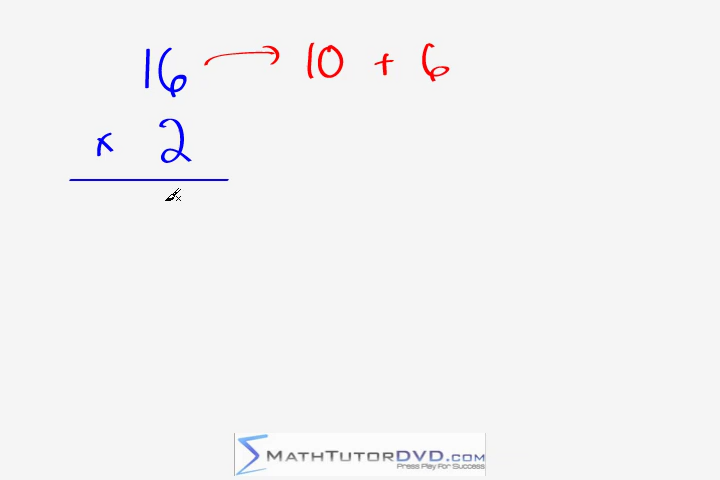 16 → 10 + 6
× 2
MATHTUTORDVD.COM
Press Play For Success